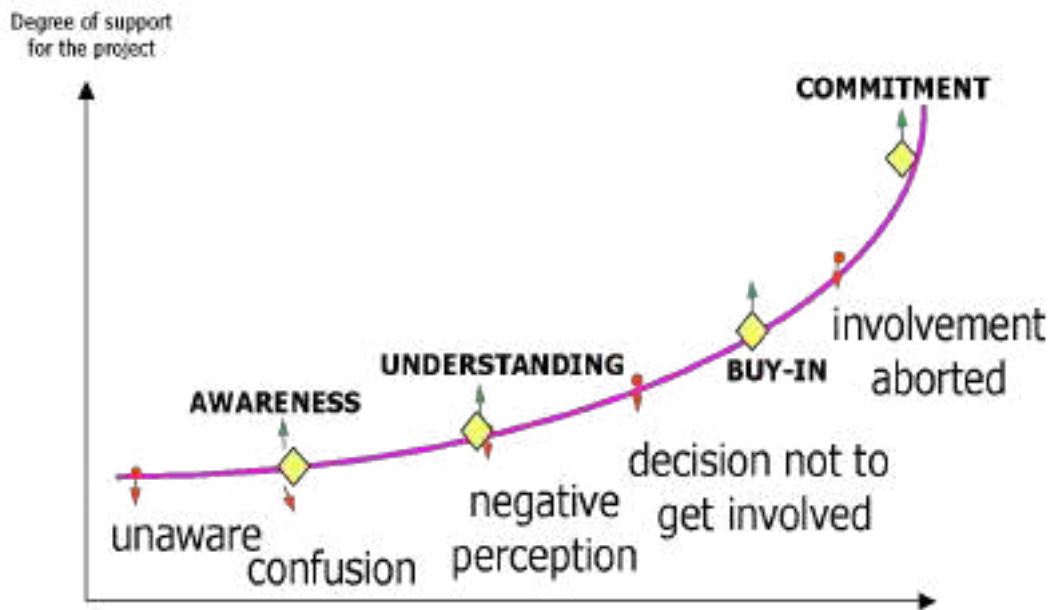 Degree of support
for the project
COMMITMENT
involvement
aborted
UNDERSTANDING
BUY-IN
AWARENESS
decision not to
get involved
negative
perception
unaware
confusion